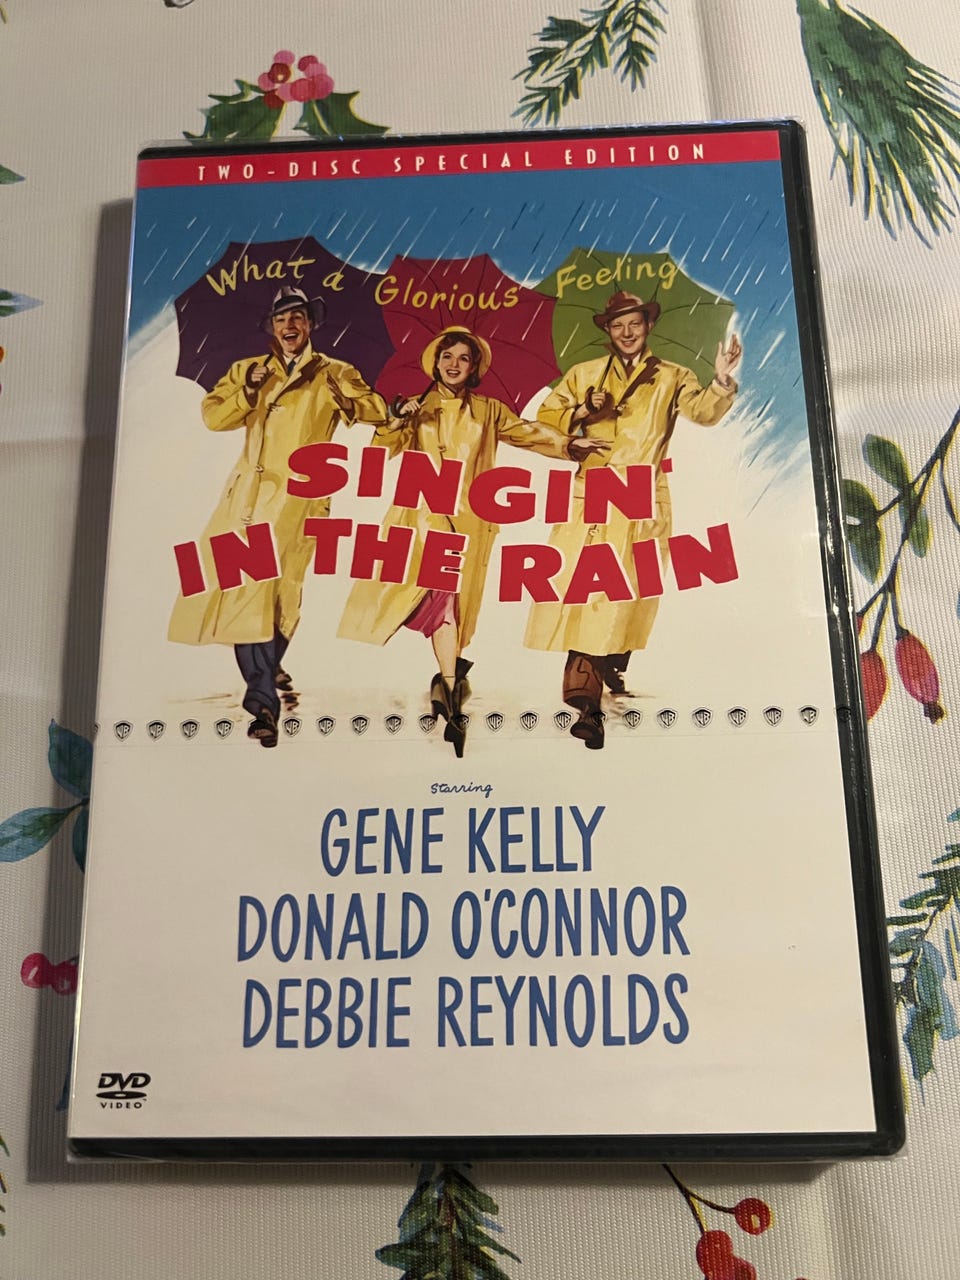 TWO-DISC SPECIAL EDITION
What a Glorious Feeling
SINGIN'
IN THE RAIN
Starring
GENE KELLY
DONALD O'CONNOR
DEBBIE REYNOLDS
DVD
VIDEO